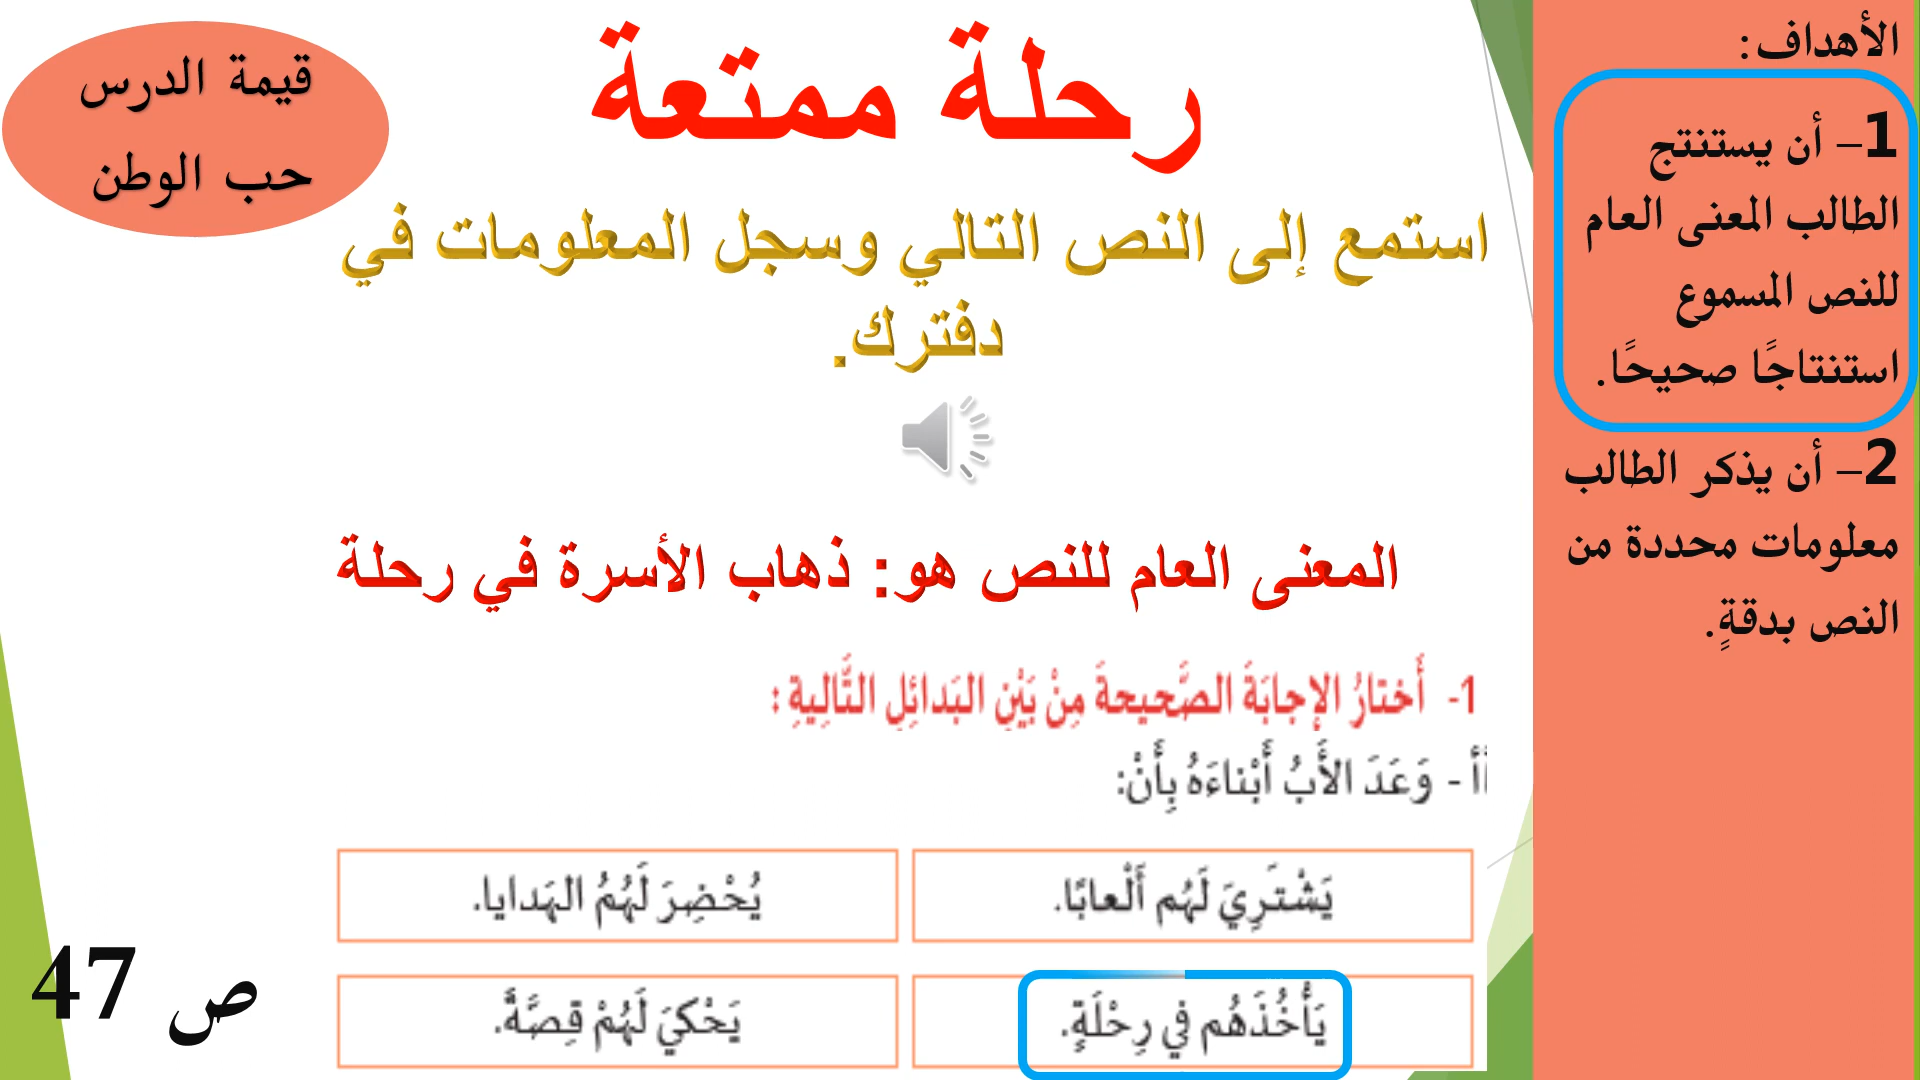 الأهداف:
1– أن يستنتج
الطالب المعنى العام
للنص المسموع
استنتاجًا صحيحًا.
2– أن يذكر الطالب
معلومات محددة من
النص بدقةٍ.
رحلة ممتعة
قيمة الدرس
حب الوطن
استمع إلى النص التالي وسجل المعلومات في
دفترك.
المعنى العام للنص هو: ذهاب الأسرة في رحلة
1- أَختارُ الإجابَةَ الصَّحيحةَ مِنْ بَيْنِ البَدائِلِ التَّالِيةِ :
أ - وَعَدَ الأَبُ أَبْناءَهُ بِأَنْ:
يَشْتَرِيَ لَهُم أَلْعابًا.
يُحْضِرَ لَهُمُ الهَدايا.
يَأْخُذَهُم في رِحْلَةٍ.
يَحْكيَ لَهُمْ قِصَّةً.
ص 47